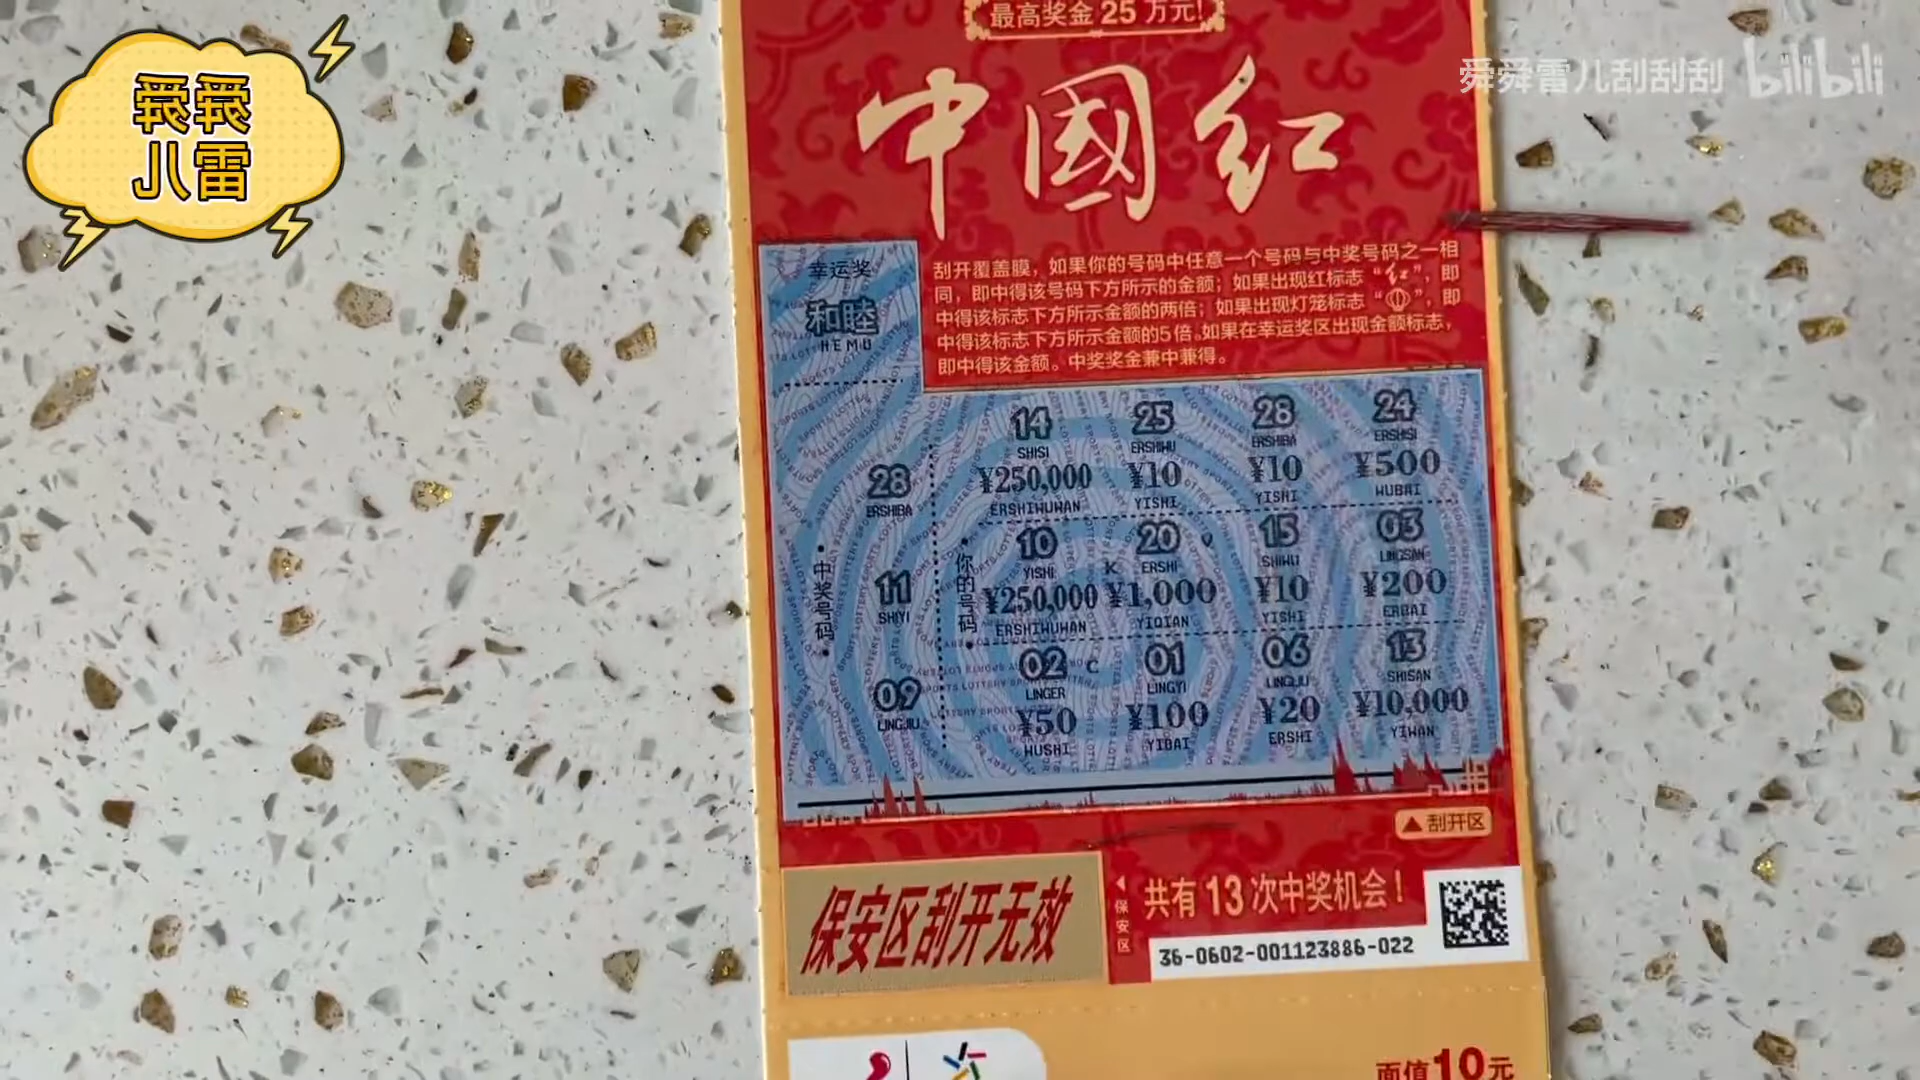 舜舜
雷儿
舜舜雷儿刮刮刮 bilibili
最高奖金25万元!
中國红
刮开覆盖膜，如果你的号码中任意一个号码与中奖号码之一相
同，即中得该号码下方所示的金额；如果出现红标志“红”，即
中得该标志下方所示金额的两倍；如果出现灯笼标志“”，即
中得该标志下方所示金额的5倍。如果在幸运奖区出现金额标志，
即中得该金额。中奖奖金兼中兼得。
幸运奖
和睦
HEMU
中奖号码
28
ERSHIBA
11
SHIYI
09
LINGJIU
你的号码
14 25 28 24
SHISI ERSHIWU ERSHIBA ERSHISI
¥250,000 ¥10 ¥10 ¥500
ERSHIWUWAN YISHI YISHI WUBAI
10 20 15 03
YISHI ERSHI SHIWU LINGSAN
K
¥250,000 ¥1,000 ¥10 ¥200
ERSHIWUWAN YIQIAN YISHI ERBAI
02 C 01 06 13
LINGER LINGYI LINGLIU SHISAN
¥50 ¥100 ¥20 ¥10,000
WUSHI YIBAI ERSHI YIWAN
▲刮开区
保安区刮开无效
保安区
共有13次中奖机会！
36-0602-001123886-022
面值10元